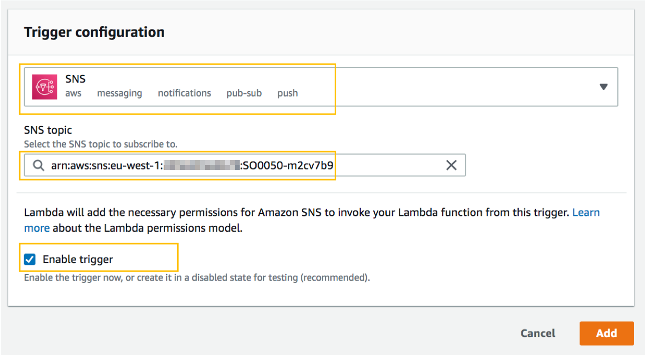 Trigger configuration
SNS
aws messaging notifications pub-sub push
SNS topic
Select the SNS topic to subscribe to.
arn:aws:sns:eu-west-1: :SO0050-m2cv7b9
Lambda will add the necessary permissions for Amazon SNS to invoke your Lambda function from this trigger. Learn
more about the Lambda permissions model.
Enable trigger
Enable the trigger now, or create it in a disabled state for testing (recommended).
Cancel Add